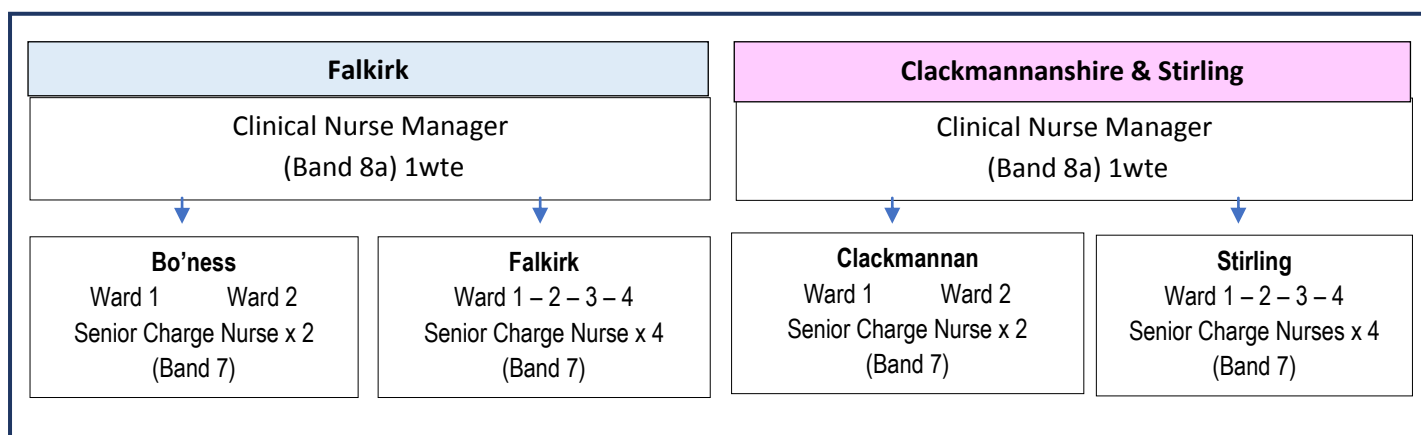 Falkirk
Clinical Nurse Manager
(Band 8a) 1wte
Bo’ness
Ward 1 Ward 2
Senior Charge Nurse x 2
(Band 7)
Falkirk
Ward 1 – 2 – 3 – 4
Senior Charge Nurse x 4
(Band 7)
Clackmannanshire & Stirling
Clinical Nurse Manager
(Band 8a) 1wte
Clackmannan
Ward 1 Ward 2
Senior Charge Nurse x 2
(Band 7)
Stirling
Ward 1 – 2 – 3 – 4
Senior Charge Nurses x 4
(Band 7)